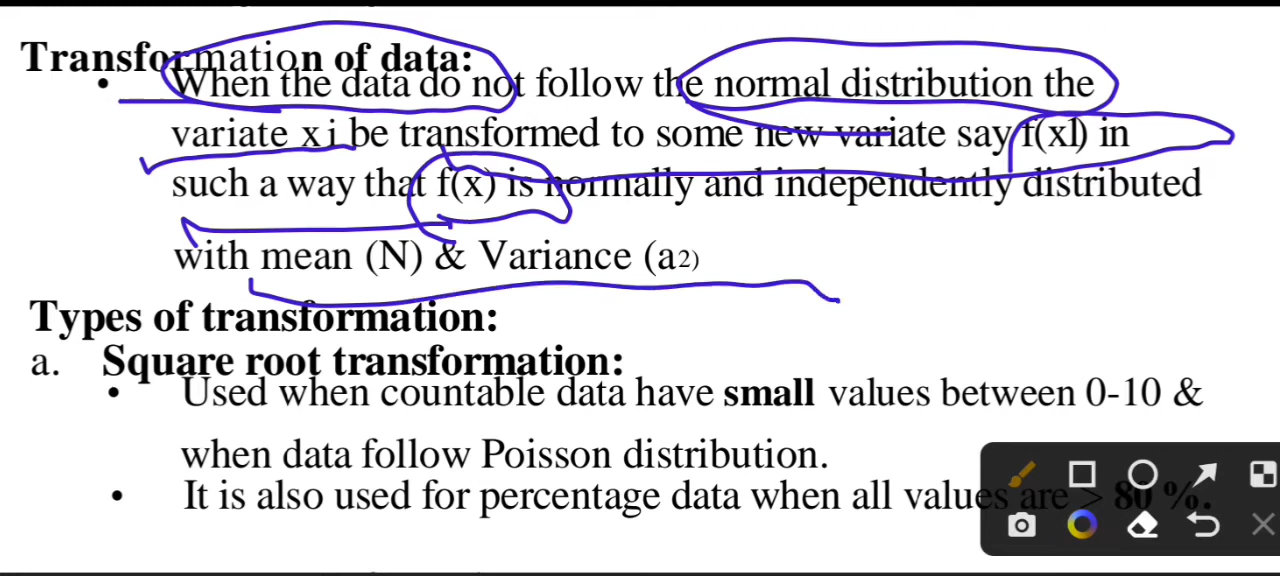 Transformation of data:
• When the data do not follow the normal distribution the
variate xi be transformed to some new variate say f(xl) in
such a way that f(x) is normally and independently distributed
with mean (N) & Variance (a2)
Types of transformation:
a. Square root transformation:
• Used when countable data have small values between 0-10 &
when data follow Poisson distribution.
• It is also used for percentage data when all values are > 80 %.